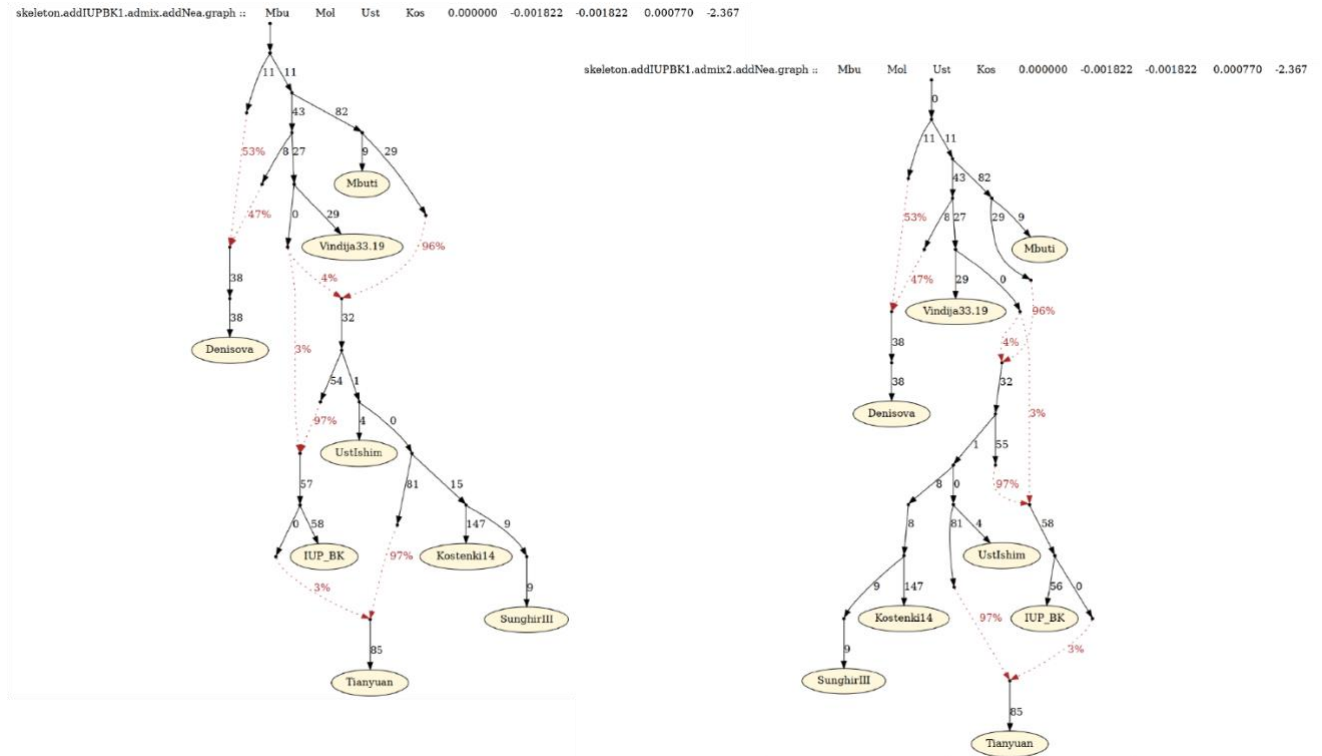 skeleton.addIUPBK1.admix.addNea.graph :: Mbu Mol Ust Kos 0.000000 -0.001822 -0.001822 0.000770 -2.367
11 11
43 82
53% 8 27 9 29
Mbuti
47% 0 29
Vindija33.19 96%
4%
38
32
38
Denisova 3%
54 1
97% 4 0
UstIshim
57 81 15
0 58 147 9
IUP_BK 97% Kostenki14
3%
9
SunghirIII
85
Tianyuan
skeleton.addIUPBK1.admix2.addNea.graph :: Mbu Mol Ust Kos 0.000000 -0.001822 -0.001822 0.000770 -2.367
0
11 11
43 82
53% 8 27 29 9
Mbuti
47% 29 0
Vindija33.19 96%
38 4%
32
38
Denisova 3%
1 55
8 0 97%
8 81 4 58
UstIshim
9 147 56 0
Kostenki14 97% IUP_BK
9 3%
SunghirIII
85
Tianyuan